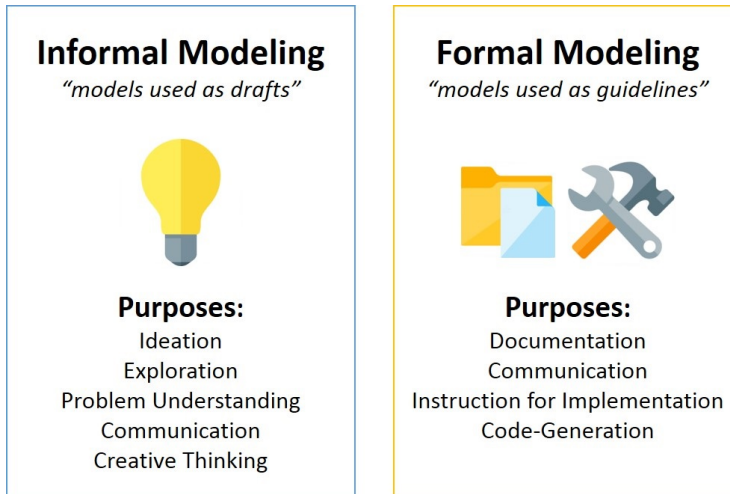 Informal Modeling
“models used as drafts”
Purposes:
Ideation
Exploration
Problem Understanding
Communication
Creative Thinking
Formal Modeling
“models used as guidelines”
Purposes:
Documentation
Communication
Instruction for Implementation
Code-Generation